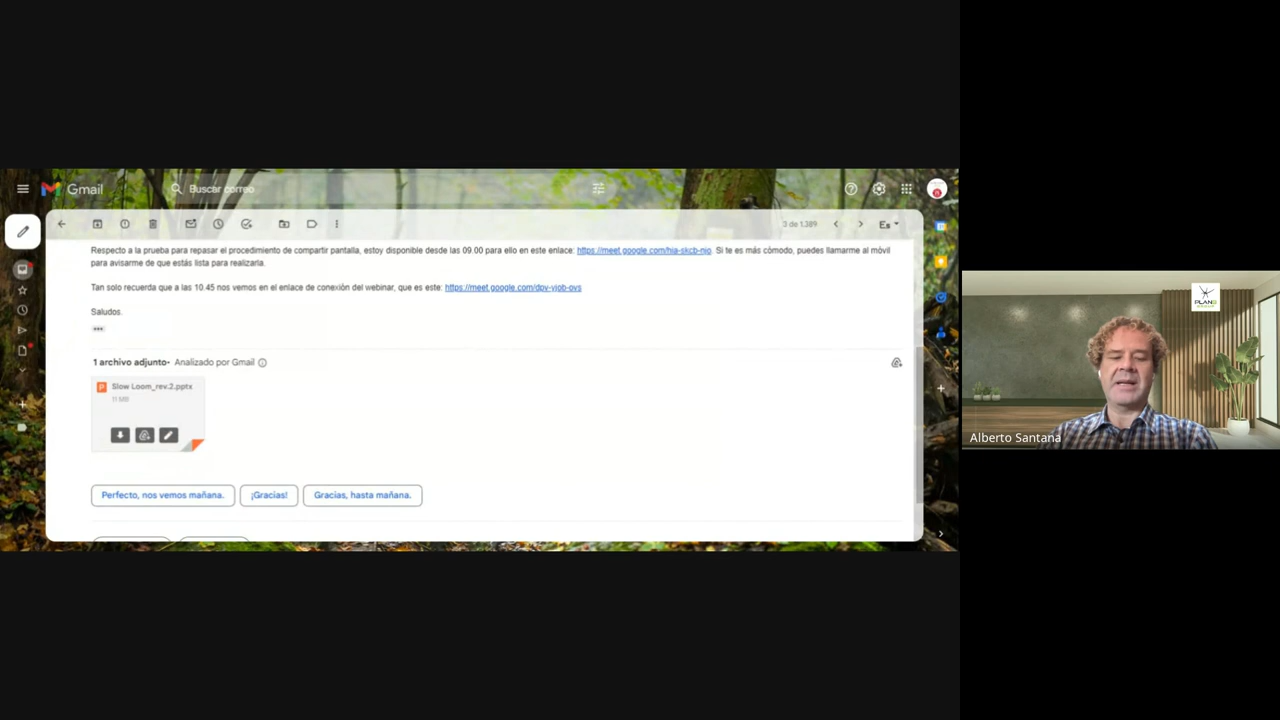 Gmail
Buscar correo
3 de 1.389
Es
Respecto a la prueba para repasar el procedimiento de compartir pantalla, estoy disponible desde las 09.00 para ello en este enlace: https://meet.google.com/hja-skcb-njo. Si te es más cómodo, puedes llamarme al móvil
para avisarme de que estás lista para realizarla.
Tan solo recuerda que a las 10.45 nos vemos en el enlace de conexión del webinar, que es este: https://meet.google.com/dpv-yjob-ovs
Saludos.
1 archivo adjunto• Analizado por Gmail
Slow Loom_rev.2.pptx
11 MB
Perfecto, nos vemos mañana.
¡Gracias!
Gracias, hasta mañana.
Alberto Santana